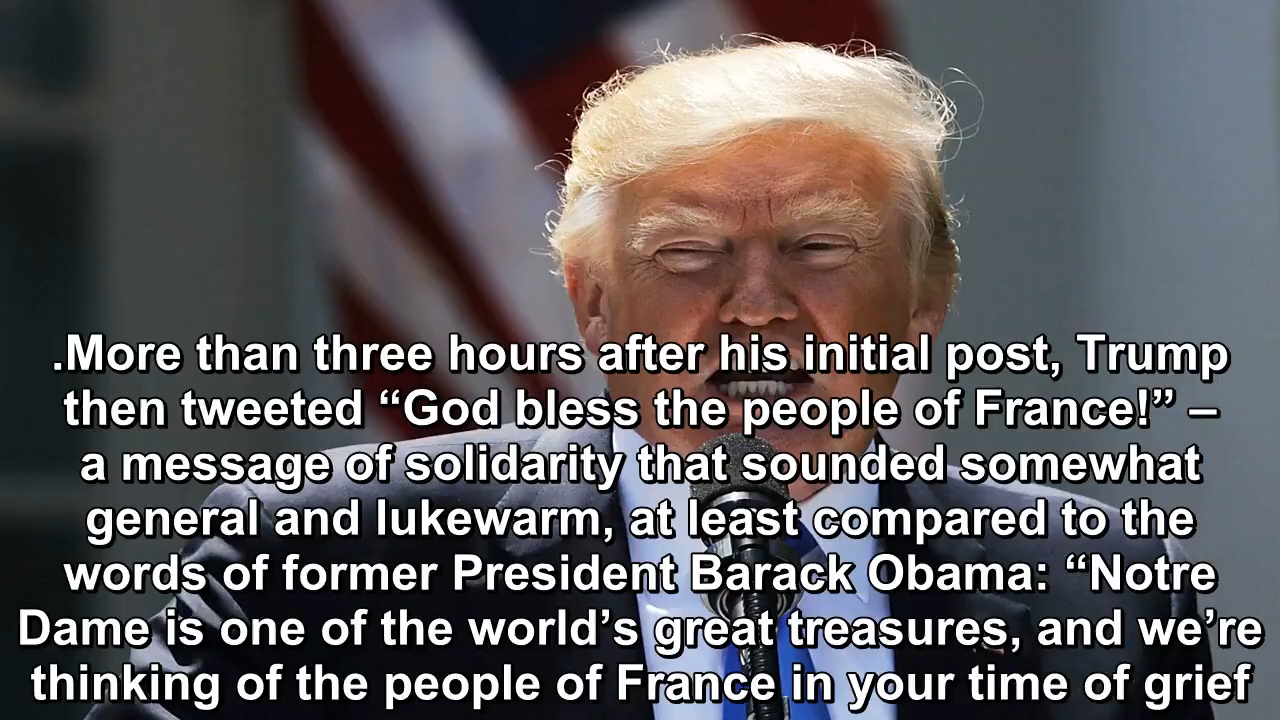 .More than three hours after his initial post, Trump
then tweeted “God bless the people of France!” –
a message of solidarity that sounded somewhat
general and lukewarm, at least compared to the
words of former President Barack Obama: “Notre
Dame is one of the world’s great treasures, and we’re
thinking of the people of France in your time of grief